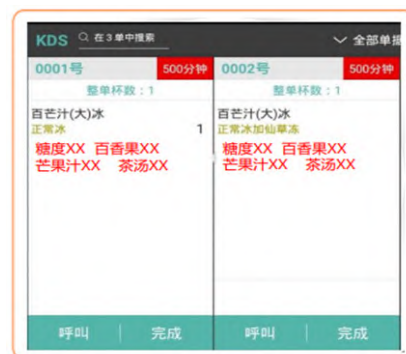 KDS 在3单中搜索 全部单据
0001号 500分钟
整单杯数：1
百芒汁(大)冰
正常冰 1
糖度XX 百香果XX
芒果汁XX 茶汤XX
呼叫 完成
0002号 500分钟
整单杯数：1
百芒汁(大)冰
正常冰加仙草冻
糖度XX 百香果XX
芒果汁XX 茶汤XX
呼叫 完成